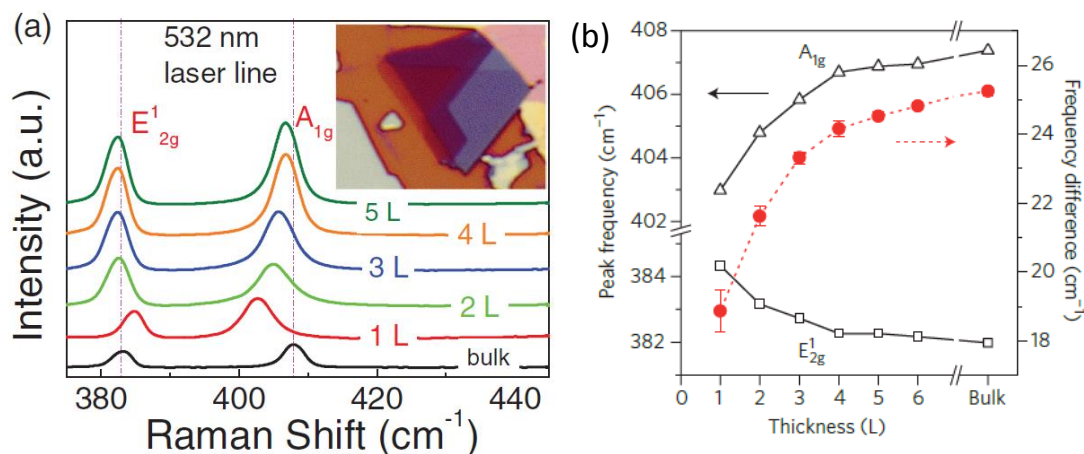 (a)
532 nm
laser line
E¹₂g
A₁g
5 L
4 L
3 L
2 L
1 L
bulk
Intensity (a.u.)
380
400
420
440
Raman Shift (cm⁻¹)
(b)
408
406
404
402
384
382
A₁g
E¹₂g
26
24
22
20
18
0
1
2
3
4
5
6
Bulk
Peak frequency (cm⁻¹)
Frequency difference (cm⁻¹)
Thickness (L)